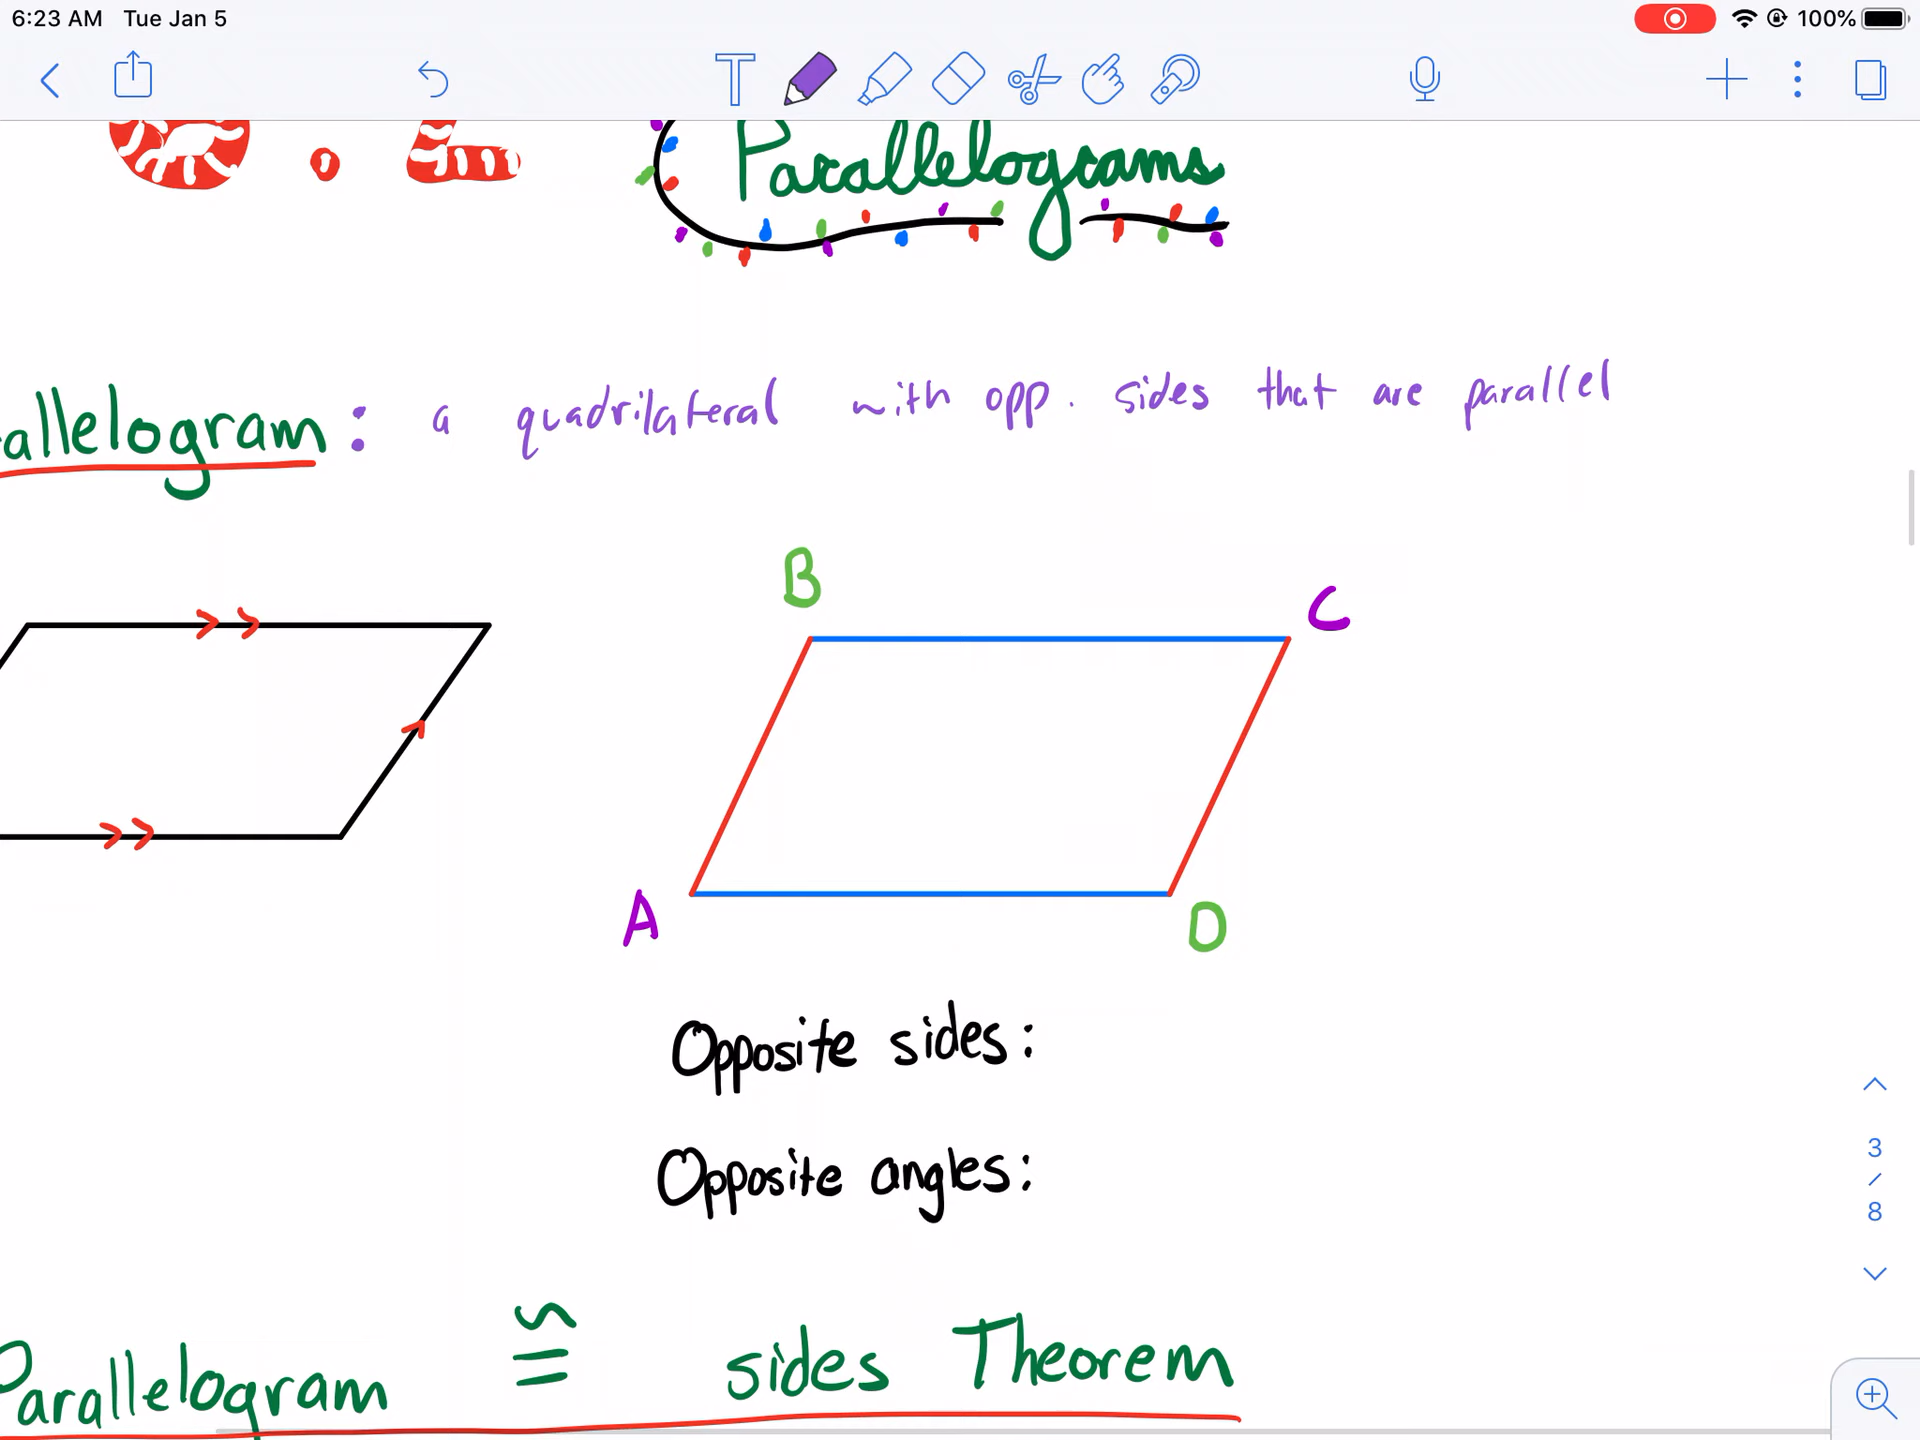 6:23 AM Tue Jan 5 100%
T
Parallelograms
allelogram: a quadrilateral with opp. sides that are parallel
B
C
A
D
Opposite sides:
Opposite angles:
3
/
8
Parallelogram ≅ sides Theorem